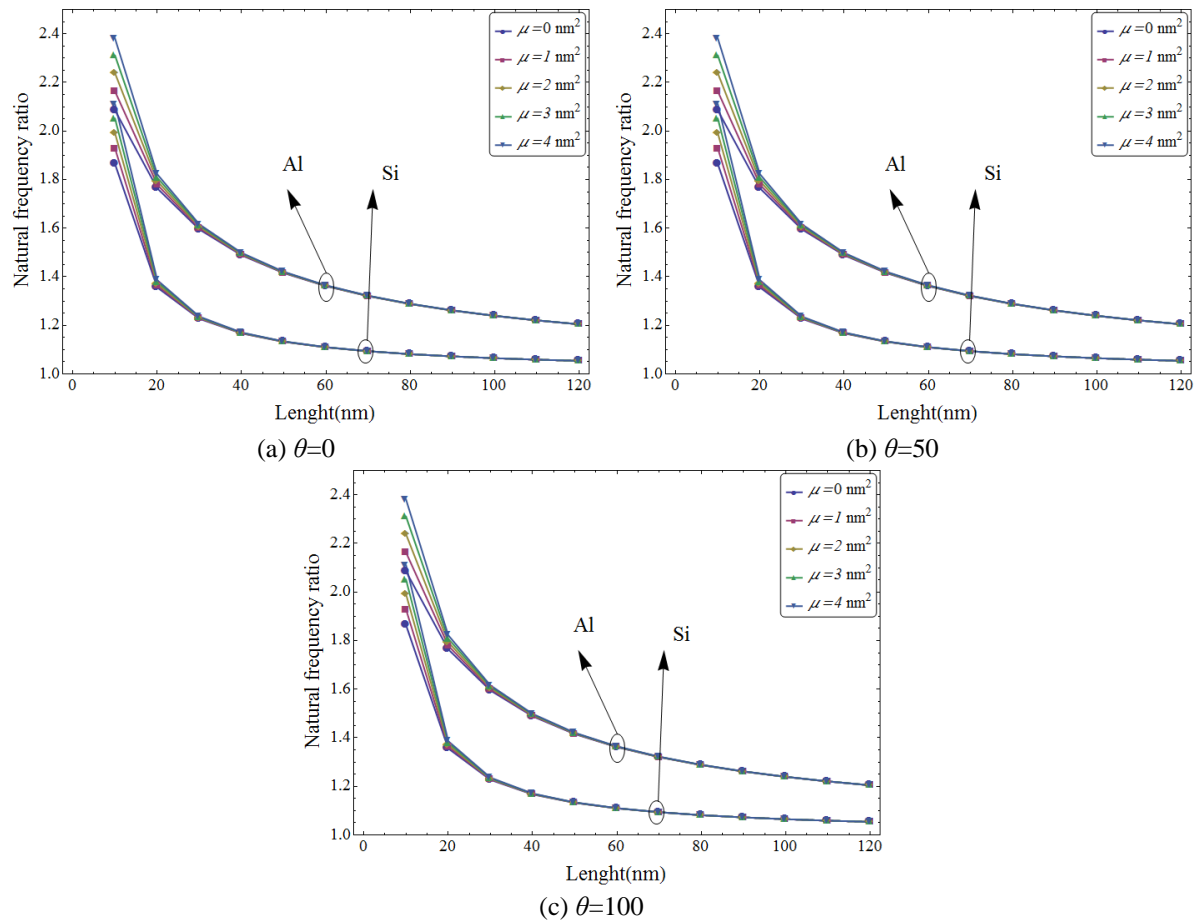 2.4
2.2
2.0
1.8
1.6
1.4
1.2
1.0
Natural frequency ratio
μ=0 nm²
μ=1 nm²
μ=2 nm²
μ=3 nm²
μ=4 nm²
Al
Si
0 20 40 60 80 100 120
Lenght(nm)
(a) θ=0
2.4
2.2
2.0
1.8
1.6
1.4
1.2
1.0
Natural frequency ratio
μ=0 nm²
μ=1 nm²
μ=2 nm²
μ=3 nm²
μ=4 nm²
Al
Si
0 20 40 60 80 100 120
Lenght(nm)
(b) θ=50
2.4
2.2
2.0
1.8
1.6
1.4
1.2
1.0
Natural frequency ratio
μ=0 nm²
μ=1 nm²
μ=2 nm²
μ=3 nm²
μ=4 nm²
Al
Si
0 20 40 60 80 100 120
Lenght(nm)
(c) θ=100